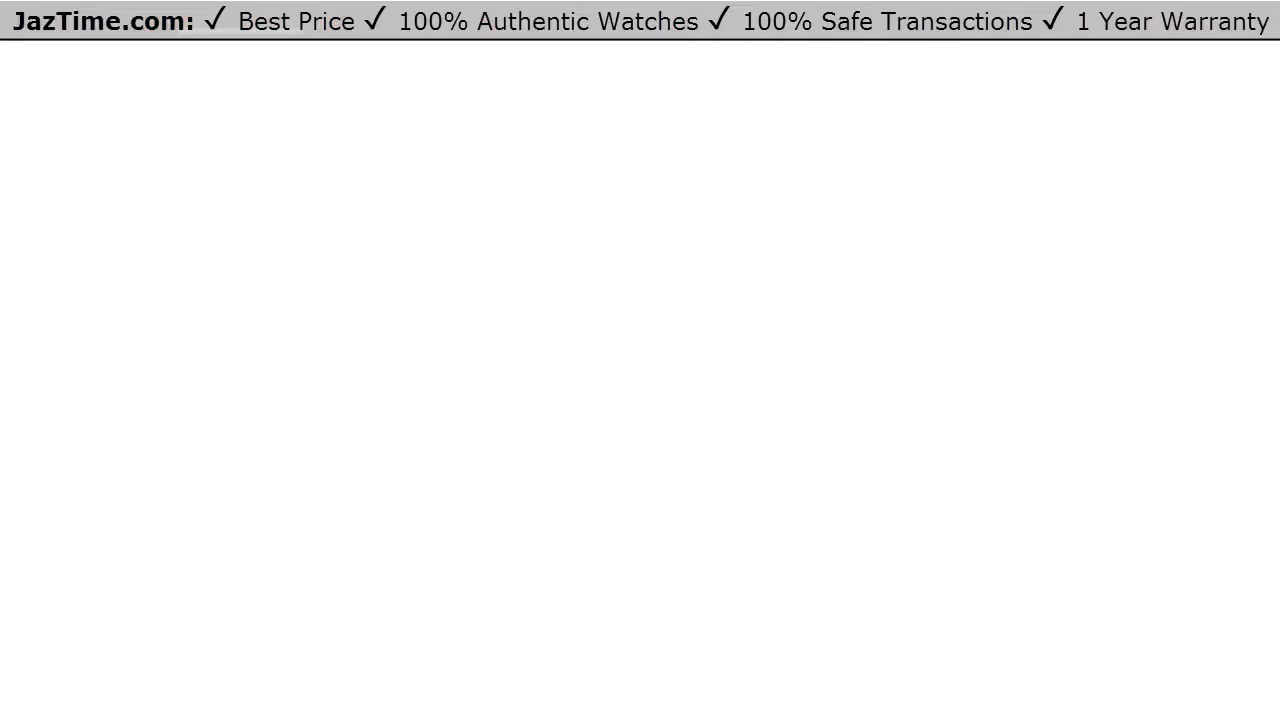 JazTime.com: ✓ Best Price ✓ 100% Authentic Watches ✓ 100% Safe Transactions ✓ 1 Year Warranty